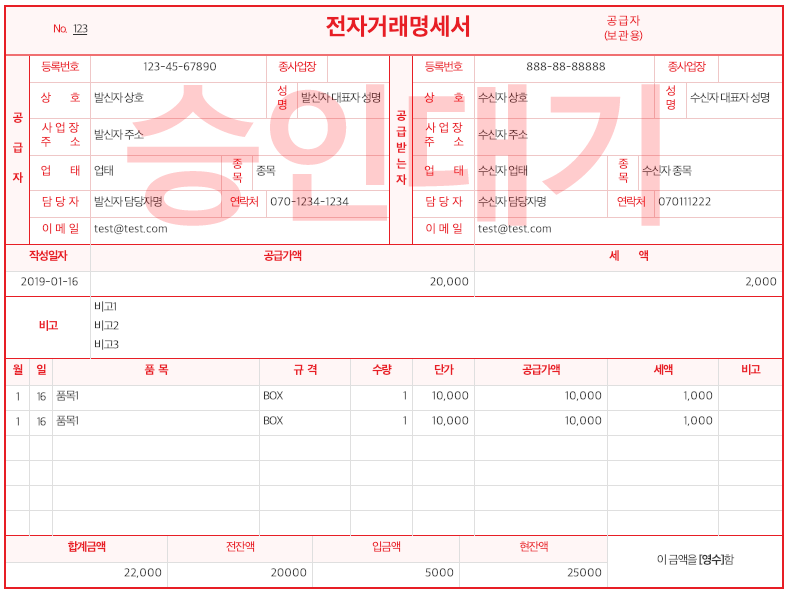 No. 123
전자거래명세서
공급자
(보관용)
공급자
등록번호 123-45-67890 종사업장
상 호 발신자 상호 성명 발신자 대표자 성명
사업장
주 소 발신자 주소
업 태 업태 종목 종목
담당자 발신자 담당자명 연락처 070-1234-1234
이메일 test@test.com
공급받는자
등록번호 888-88-88888 종사업장
상 호 수신자 상호 성명 수신자 대표자 성명
사업장
주 소 수신자 주소
업 태 수신자 업태 종목 수신자 종목
담당자 수신자 담당자명 연락처 070111222
이메일 test@test.com
승인대기
작성일자 공급가액 세 액
2019-01-16 20,000 2,000
비고
비고1
비고2
비고3
월 일 품 목 규 격 수량 단가 공급가액 세액 비고
1 16 품목1 BOX 1 10,000 10,000 1,000
1 16 품목1 BOX 1 10,000 10,000 1,000
합계금액 전잔액 입금액 현잔액
22,000 20000 5000 25000
이 금액을 [영수]함